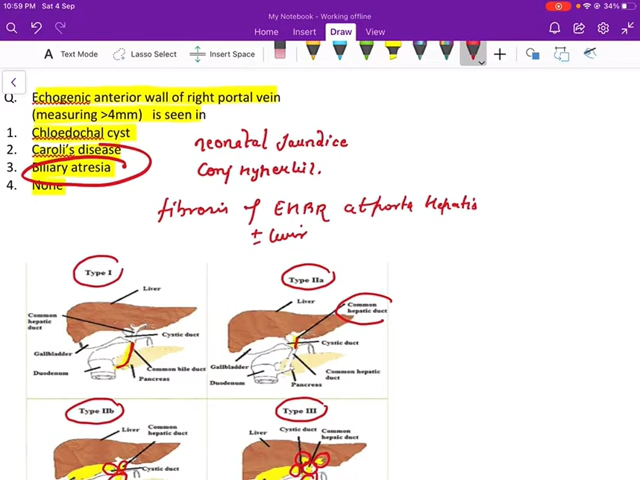 10:59 PM Sat 4 Sep
34%
My Notebook - Working offline
Home Insert Draw View
Text Mode Lasso Select Insert Space
Q. Echogenic anterior wall of right portal vein
(measuring >4mm) is seen in
1. Chloedochal cyst
2. Caroli's disease
3. Biliary atresia
4. None
neonatal Jaundice
Conj Hyperbil.
fibrosis of EHBR at porta Hepatis
±
Type I
Liver
Common
hepatic
duct
Cystic duct
Gallbladder
Common bile duct
Duodenum
Pancreas
Type IIa
Liver
Common
hepatic duct
Cystic duct
Gallbladder
Common hepatic
duct
Duodenum
Pancreas
Type IIb
Liver
Common
hepatic duct
Cystic duct
Type III
Cystic duct
Common
hepaic duct
Liver